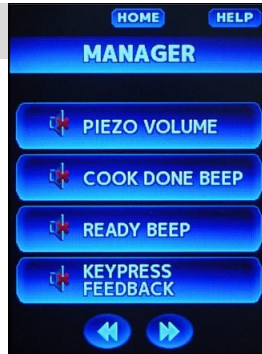 HOME HELP
MANAGER
PIEZO VOLUME
COOK DONE BEEP
READY BEEP
KEYPRESS
FEEDBACK